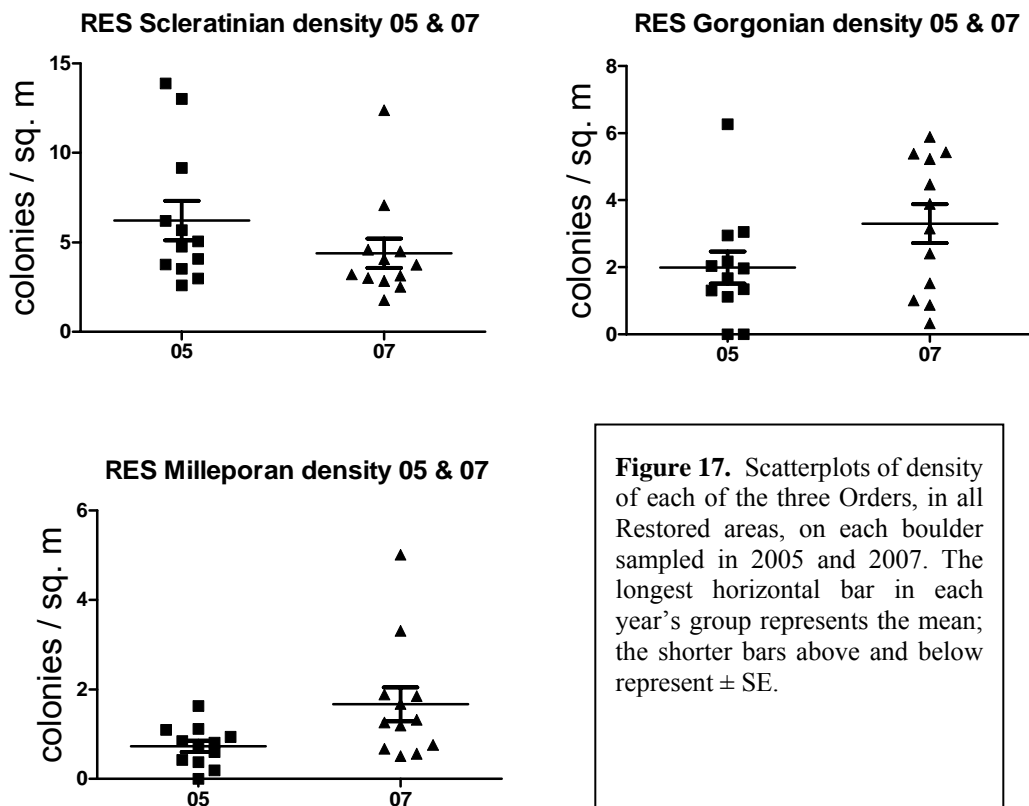 RES Scleratinian density 05 & 07
colonies / sq. m
15
10
5
0
05
07
RES Gorgonian density 05 & 07
colonies / sq. m
8
6
4
2
0
05
07
RES Milleporan density 05 & 07
colonies / sq. m
6
4
2
0
05
07
Figure 17. Scatterplots of density
of each of the three Orders, in all
Restored areas, on each boulder
sampled in 2005 and 2007. The
longest horizontal bar in each
year's group represents the mean;
the shorter bars above and below
represent ± SE.